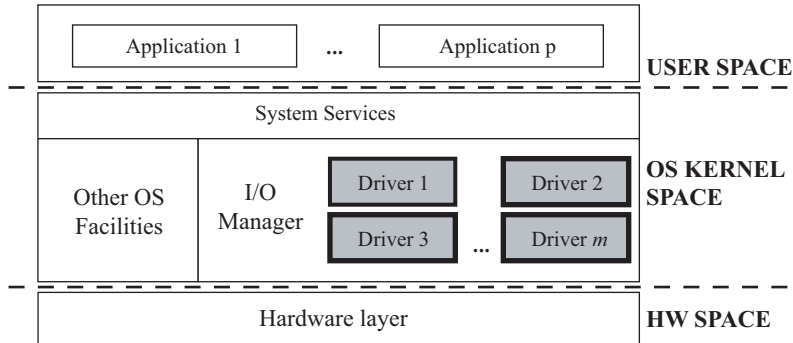 Application 1 ... Application p
USER SPACE
System Services
Other OS
Facilities
I/O
Manager
Driver 1 Driver 2
Driver 3 ... Driver m
OS KERNEL
SPACE
Hardware layer
HW SPACE